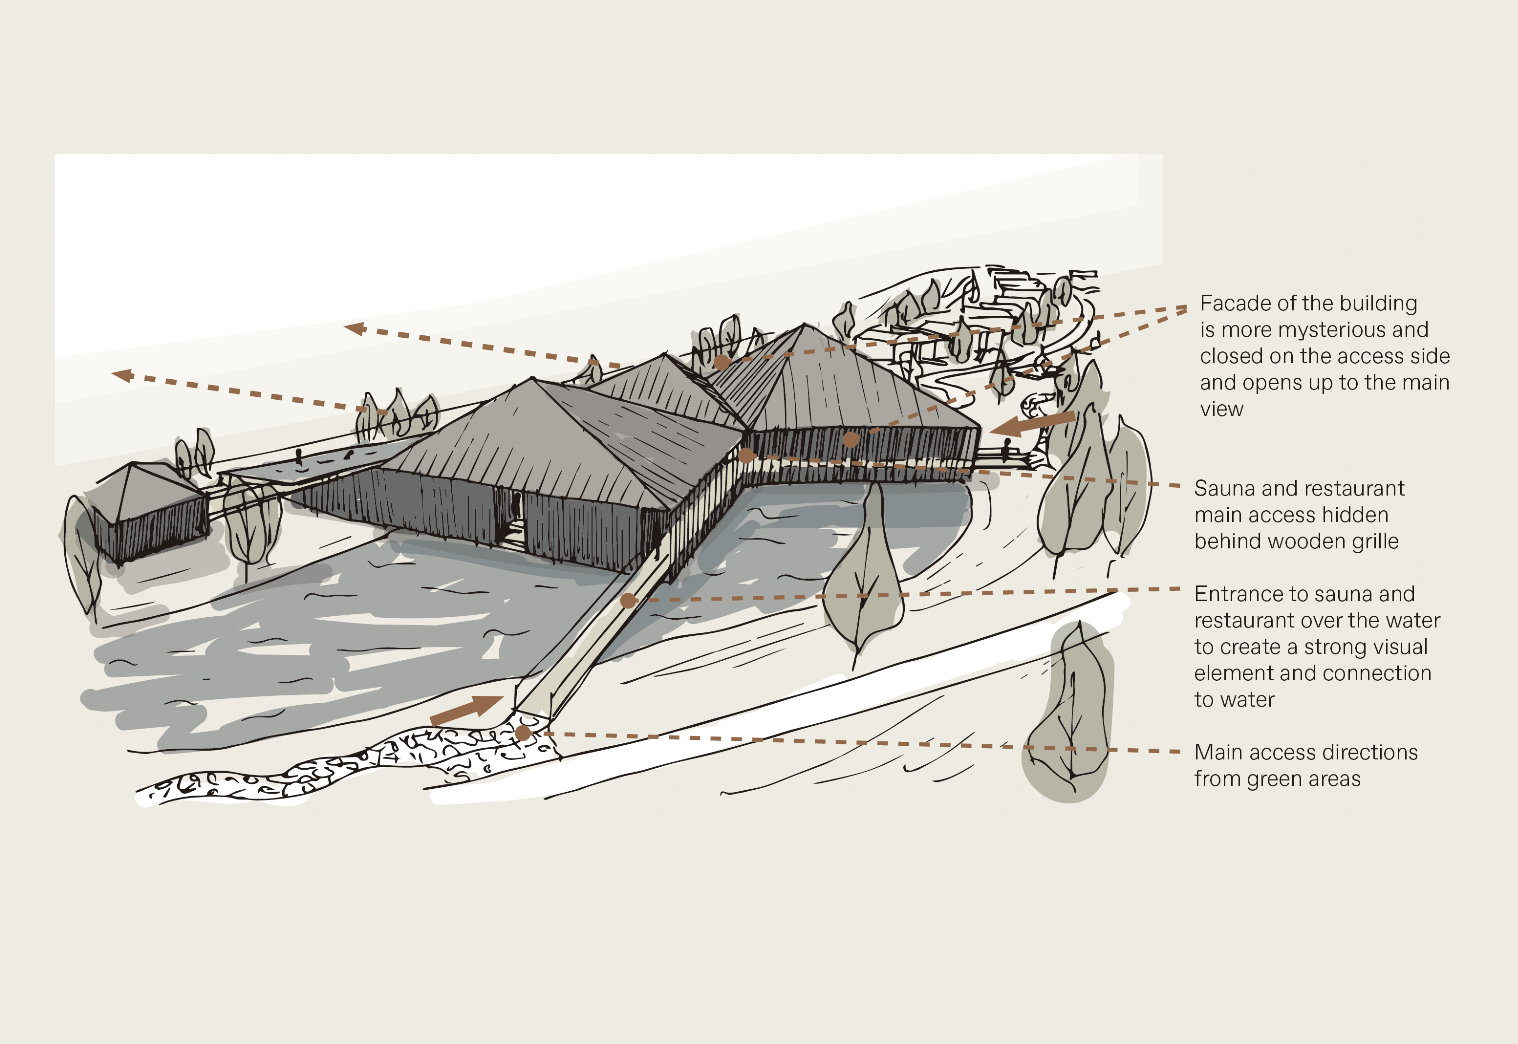 Facade of the building
is more mysterious and
closed on the access side
and opens up to the main
view
Sauna and restaurant
main access hidden
behind wooden grille
Entrance to sauna and
restaurant over the water
to create a strong visual
element and connection
to water
Main access directions
from green areas